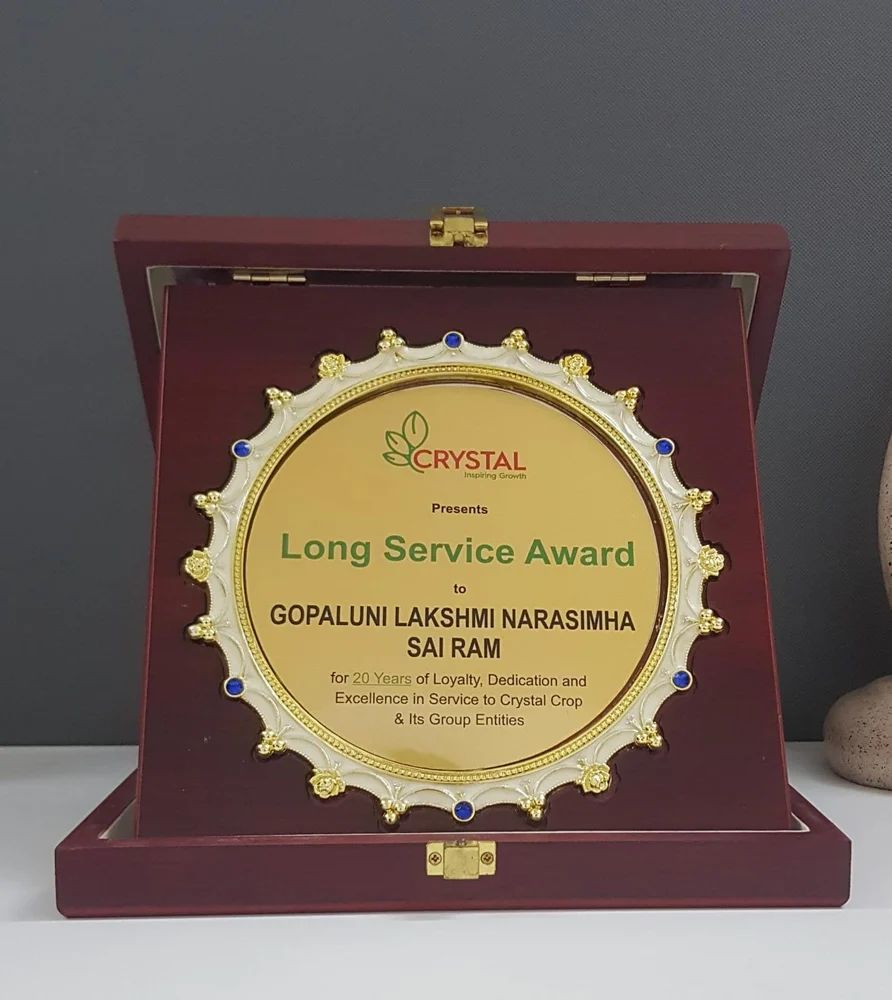 CRYSTAL
Inspiring Growth
Presents
Long Service Award
to
GOPALUNI LAKSHMI NARASIMHA
SAI RAM
for 20 Years of Loyalty, Dedication and
Excellence in Service to Crystal Crop
& Its Group Entities